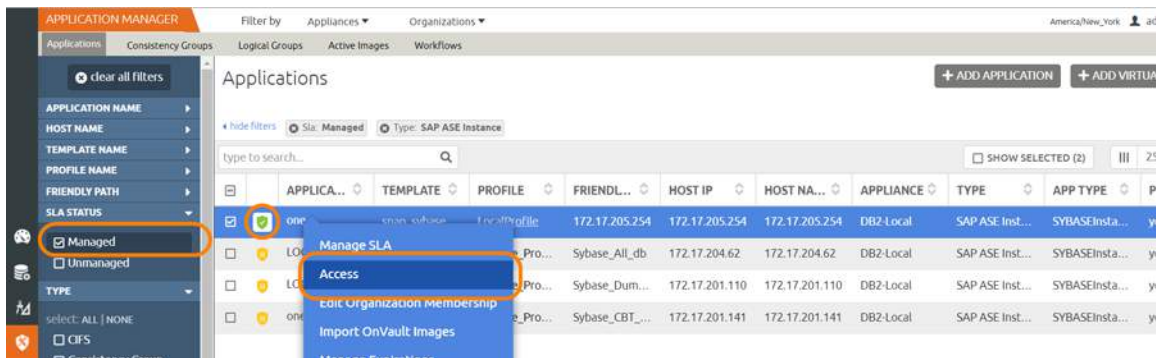 APPLICATION MANAGER Filter by Appliances Organizations America/New_York
Applications Consistency Groups Logical Groups Active Images Workflows
clear all filters
Applications
+ ADD APPLICATION + ADD VIRTUA
APPLICATION NAME
HOST NAME
hide filters Sla: Managed Type: SAP ASE Instance
TEMPLATE NAME
type to search...
SHOW SELECTED (2)
PROFILE NAME
FRIENDLY PATH
APPLICA... TEMPLATE PROFILE FRIENDL... HOST IP HOST NA... APPLIANCE TYPE APP TYPE P
SLA STATUS
one snap_sybase LocalProfile 172.17.205.254 172.17.205.254 172.17.205.254 DB2-Local SAP ASE Inst... SYBASEInsta...
Managed
Manage SLA
e_Pro... Sybase_All_db 172.17.204.62 172.17.204.62 DB2-Local SAP ASE Inst... SYBASEInsta...
Unmanaged
Access
e_Pro... Sybase_Dum... 172.17.201.110 172.17.201.110 DB2-Local SAP ASE Inst... SYBASEInsta...
TYPE
Edit Organization Membership
select: ALL | NONE
one e_Pro... Sybase_CBT_... 172.17.201.141 172.17.201.141 DB2-Local SAP ASE Inst... SYBASEInsta...
Import OnVault Images
CIFS